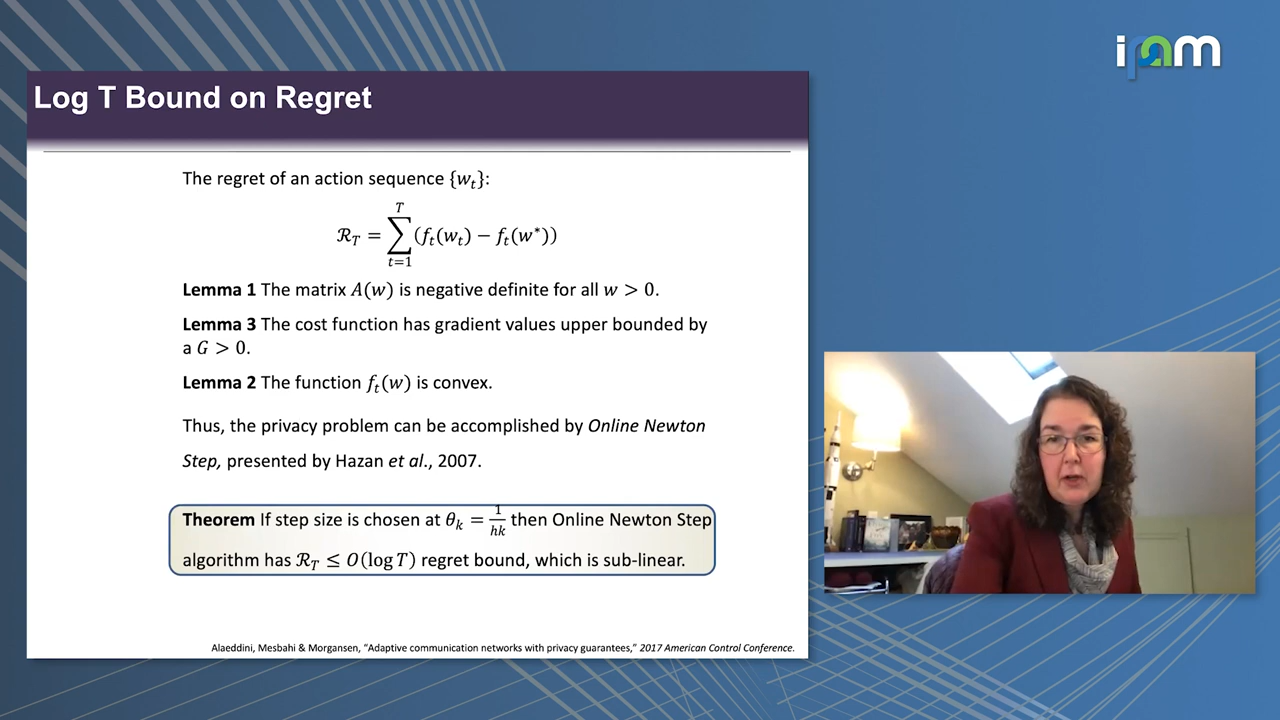 ipam
Log T Bound on Regret
The regret of an action sequence {w_t}:
ℛ_T = ∑_{t=1}^{T} (f_t(w_t) − f_t(w*))
Lemma 1 The matrix A(w) is negative definite for all w > 0.
Lemma 3 The cost function has gradient values upper bounded by
a G > 0.
Lemma 2 The function f_t(w) is convex.
Thus, the privacy problem can be accomplished by Online Newton
Step, presented by Hazan et al., 2007.
Theorem If step size is chosen at θ_k = 1/hk then Online Newton Step
algorithm has ℛ_T ≤ O(log T) regret bound, which is sub-linear.
Alaeddini, Mesbahi & Morgansen, “Adaptive communication networks with privacy guarantees,” 2017 American Control Conference.